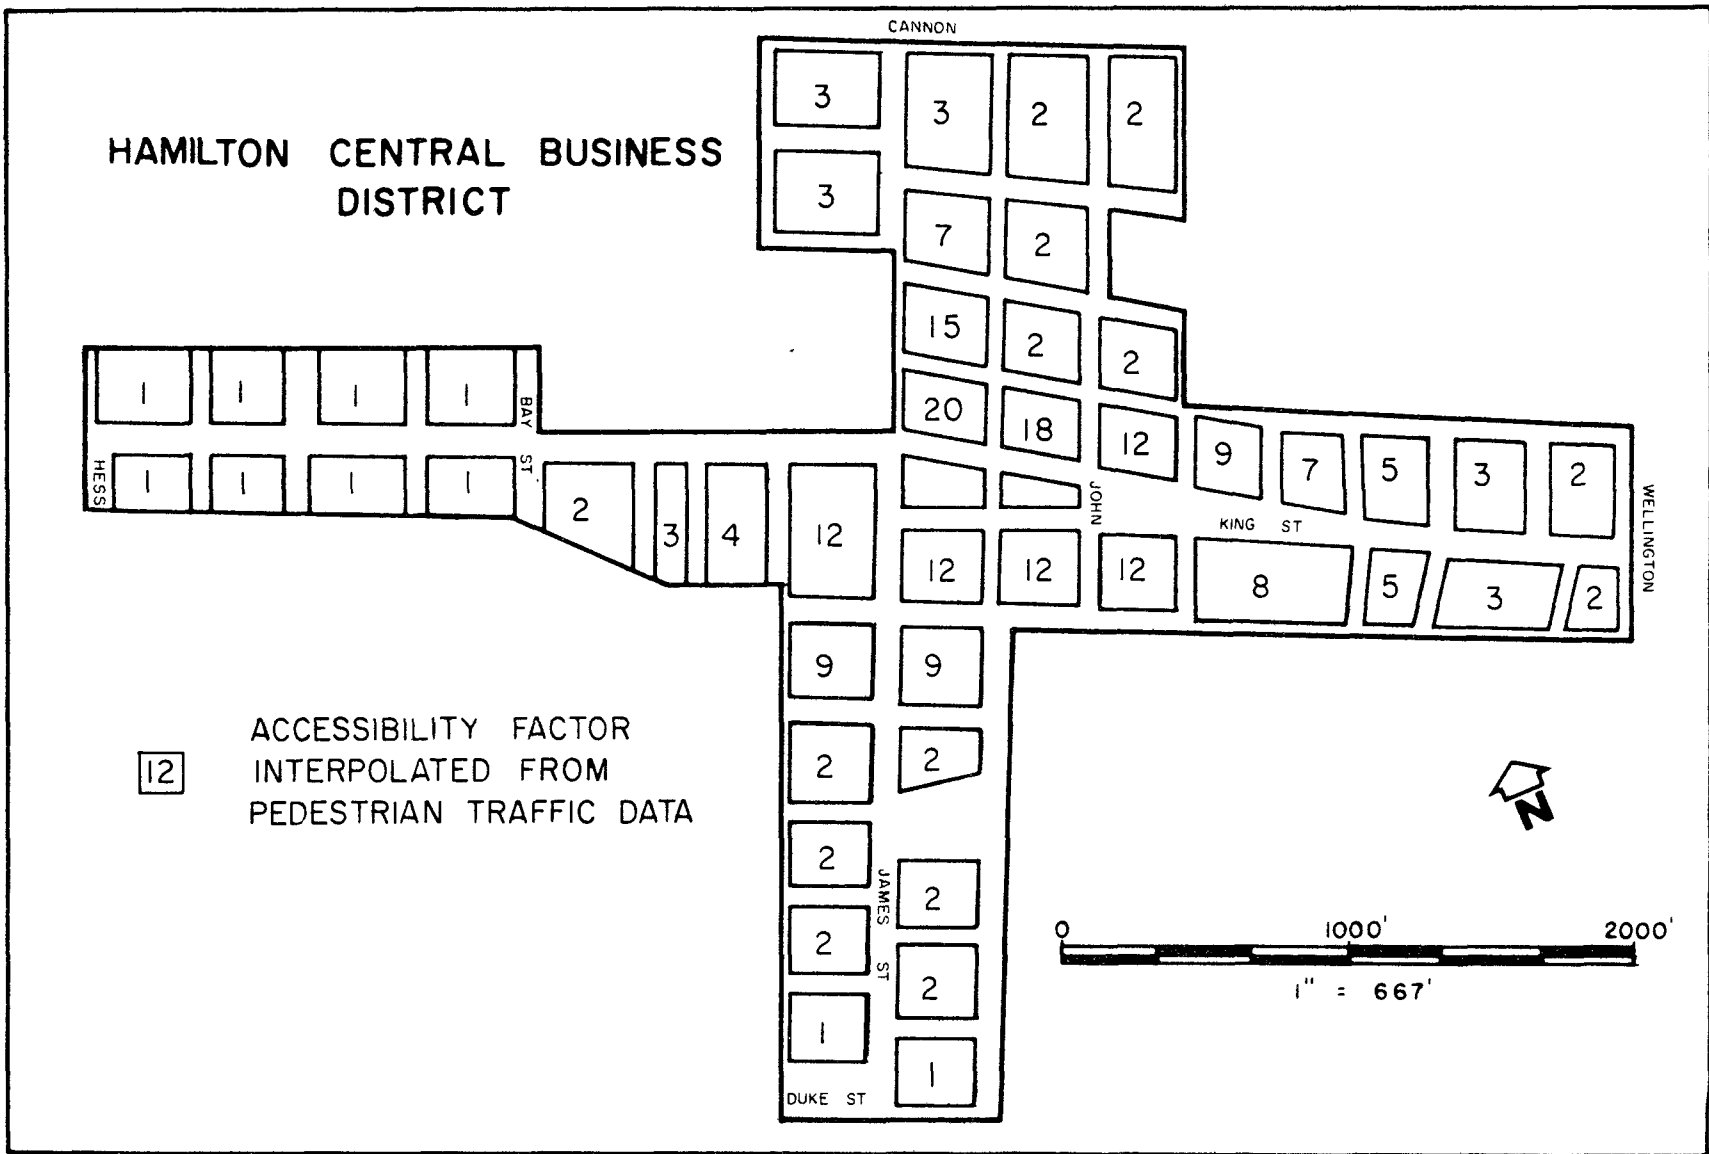 CANNON
HAMILTON CENTRAL BUSINESS
DISTRICT
3
3
2
2
3
7
2
15
2
2
20
18
12
9
7
5
3
2
1
1
1
1
BAY
ST
HESS
1
1
1
1
2
3
4
12
JOHN
KING ST
WELLINGTON
12
12
12
8
5
3
2
9
9
2
2
2
JAMES
ST
2
2
2
1
1
DUKE ST
12
ACCESSIBILITY FACTOR
INTERPOLATED FROM
PEDESTRIAN TRAFFIC DATA
N
0 1000' 2000'
1" = 667'